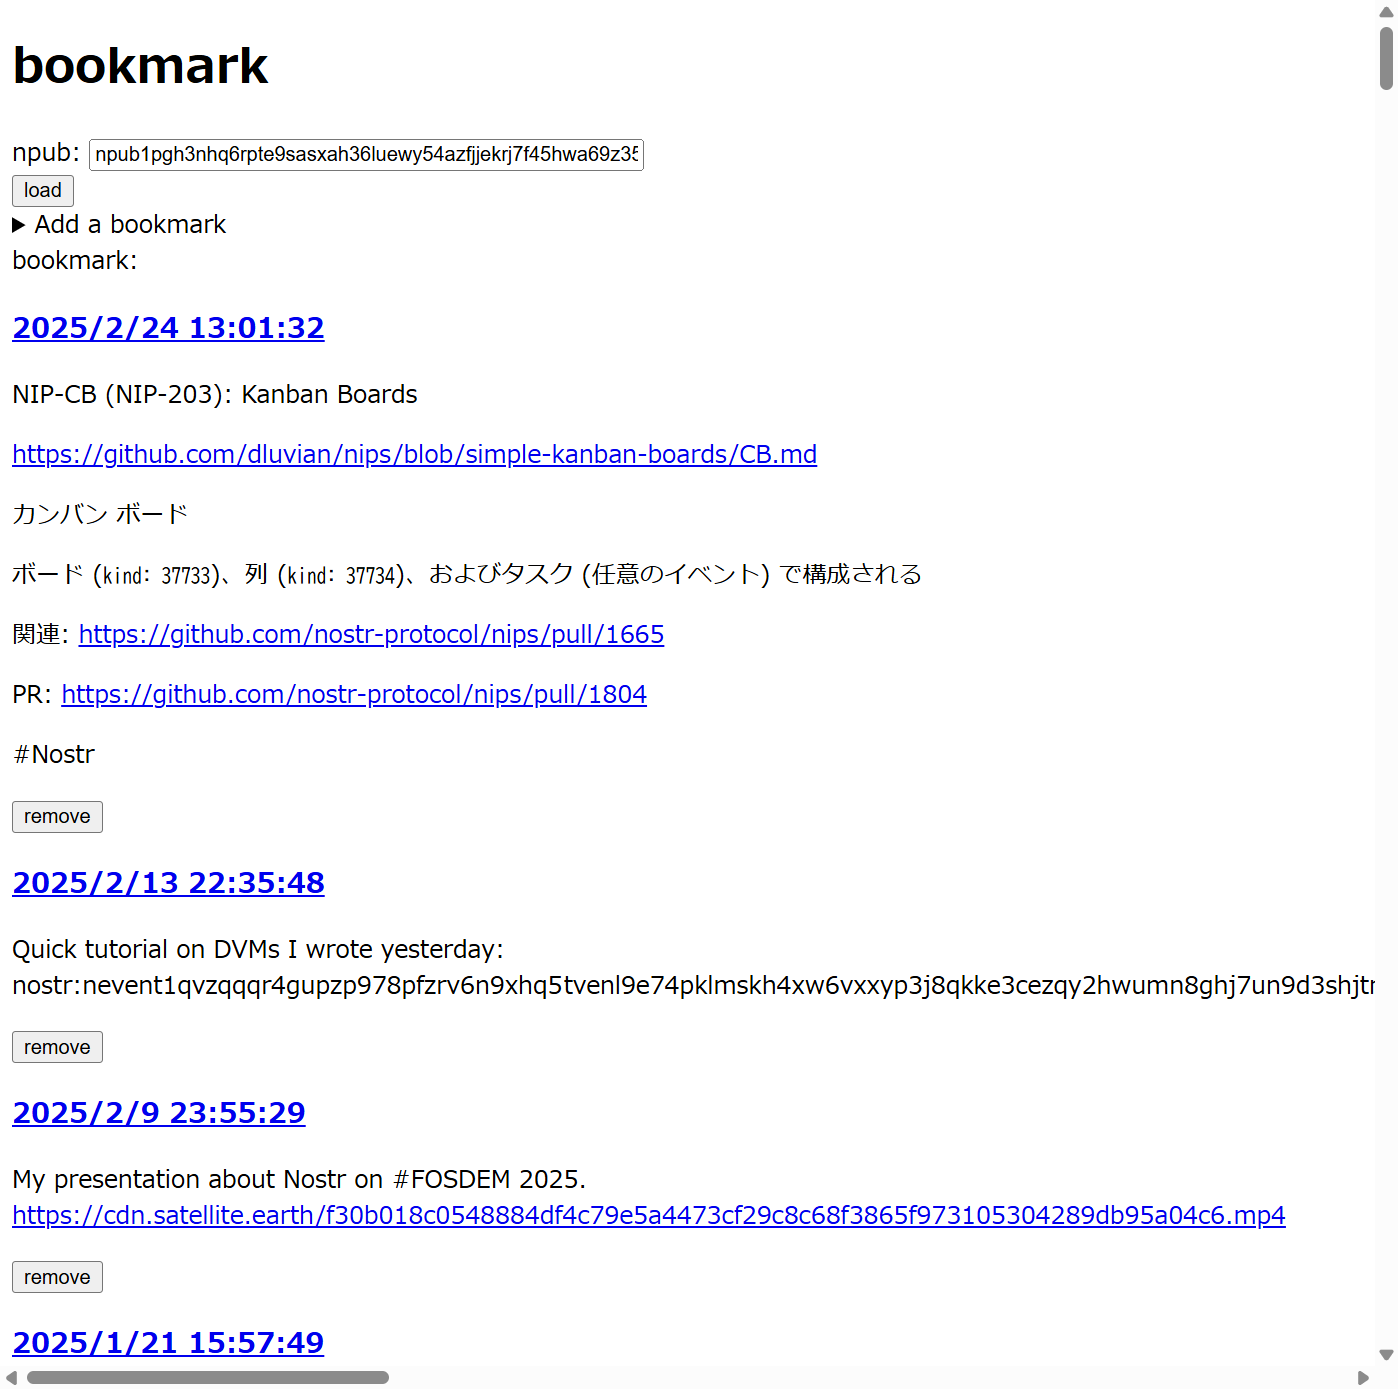 bookmark
npub: npub1pgh3nhq6rpte9sasxah36luewy54azfjjekrj7f45hwa69z35
load
Add a bookmark
bookmark:
2025/2/24 13:01:32
NIP-CB (NIP-203): Kanban Boards
https://github.com/dluvian/nips/blob/simple-kanban-boards/CB.md
カンバン ボード
ボード (kind: 37733)、列 (kind: 37734)、およびタスク (任意のイベント) で構成される
関連: https://github.com/nostr-protocol/nips/pull/1665
PR: https://github.com/nostr-protocol/nips/pull/1804
#Nostr
remove
2025/2/13 22:35:48
Quick tutorial on DVMs I wrote yesterday:
nostr:nevent1qvzqqqr4gupzp978pfzrv6n9xhq5tvenl9e74pklmskh4xw6vxxyp3j8qkke3cezqy2hwumn8ghj7un9d3shjtr
remove
2025/2/9 23:55:29
My presentation about Nostr on #FOSDEM 2025.
https://cdn.satellite.earth/f30b018c0548884df4c79e5a4473cf29c8c68f3865f973105304289db95a04c6.mp4
remove
2025/1/21 15:57:49